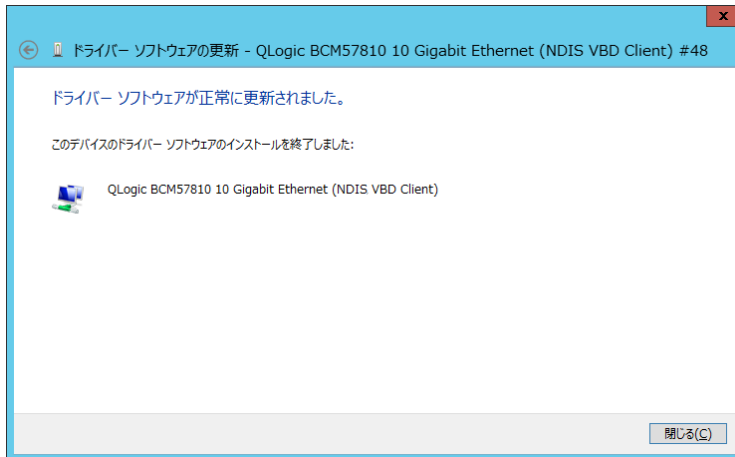 x
ドライバー ソフトウェアの更新 - QLogic BCM57810 10 Gigabit Ethernet (NDIS VBD Client) #48
ドライバー ソフトウェアが正常に更新されました。
このデバイスのドライバー ソフトウェアのインストールを終了しました:
QLogic BCM57810 10 Gigabit Ethernet (NDIS VBD Client)
閉じる(C)